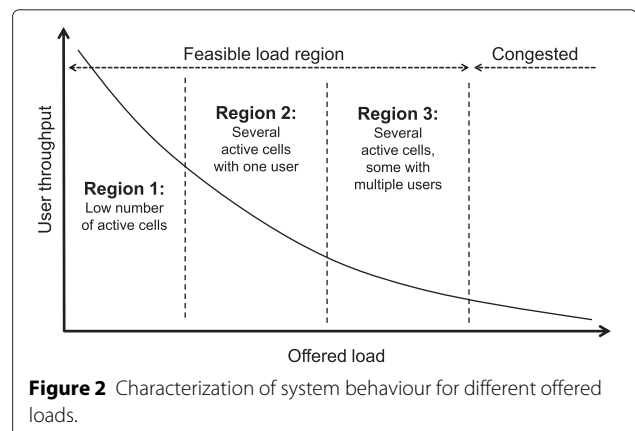 Feasible load region
Congested
Region 1:
Low number
of active cells
Region 2:
Several
active cells
with one user
Region 3:
Several
active cells,
some with
multiple users
User throughput
Offered load
Figure 2 Characterization of system behaviour for different offered
loads.